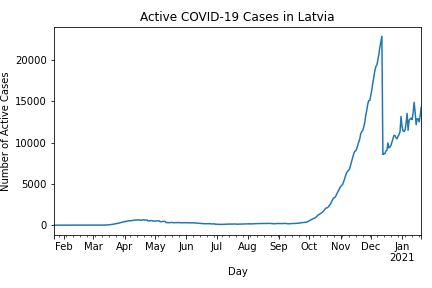 Active COVID-19 Cases in Latvia
Number of Active Cases
20000
15000
10000
5000
0
Feb Mar Apr May Jun Jul Aug Sep Oct Nov Dec Jan
2021
Day